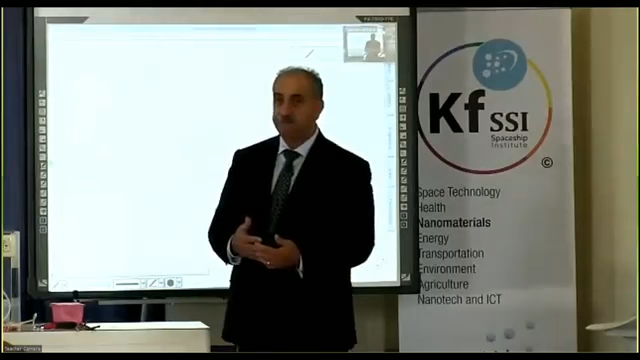 Kf SSI
Spaceship
Institute
©
Space Technology
Health
Nanomaterials
Energy
Transportation
Environment
Agriculture
Nanotech and ICT
Teacher Camera